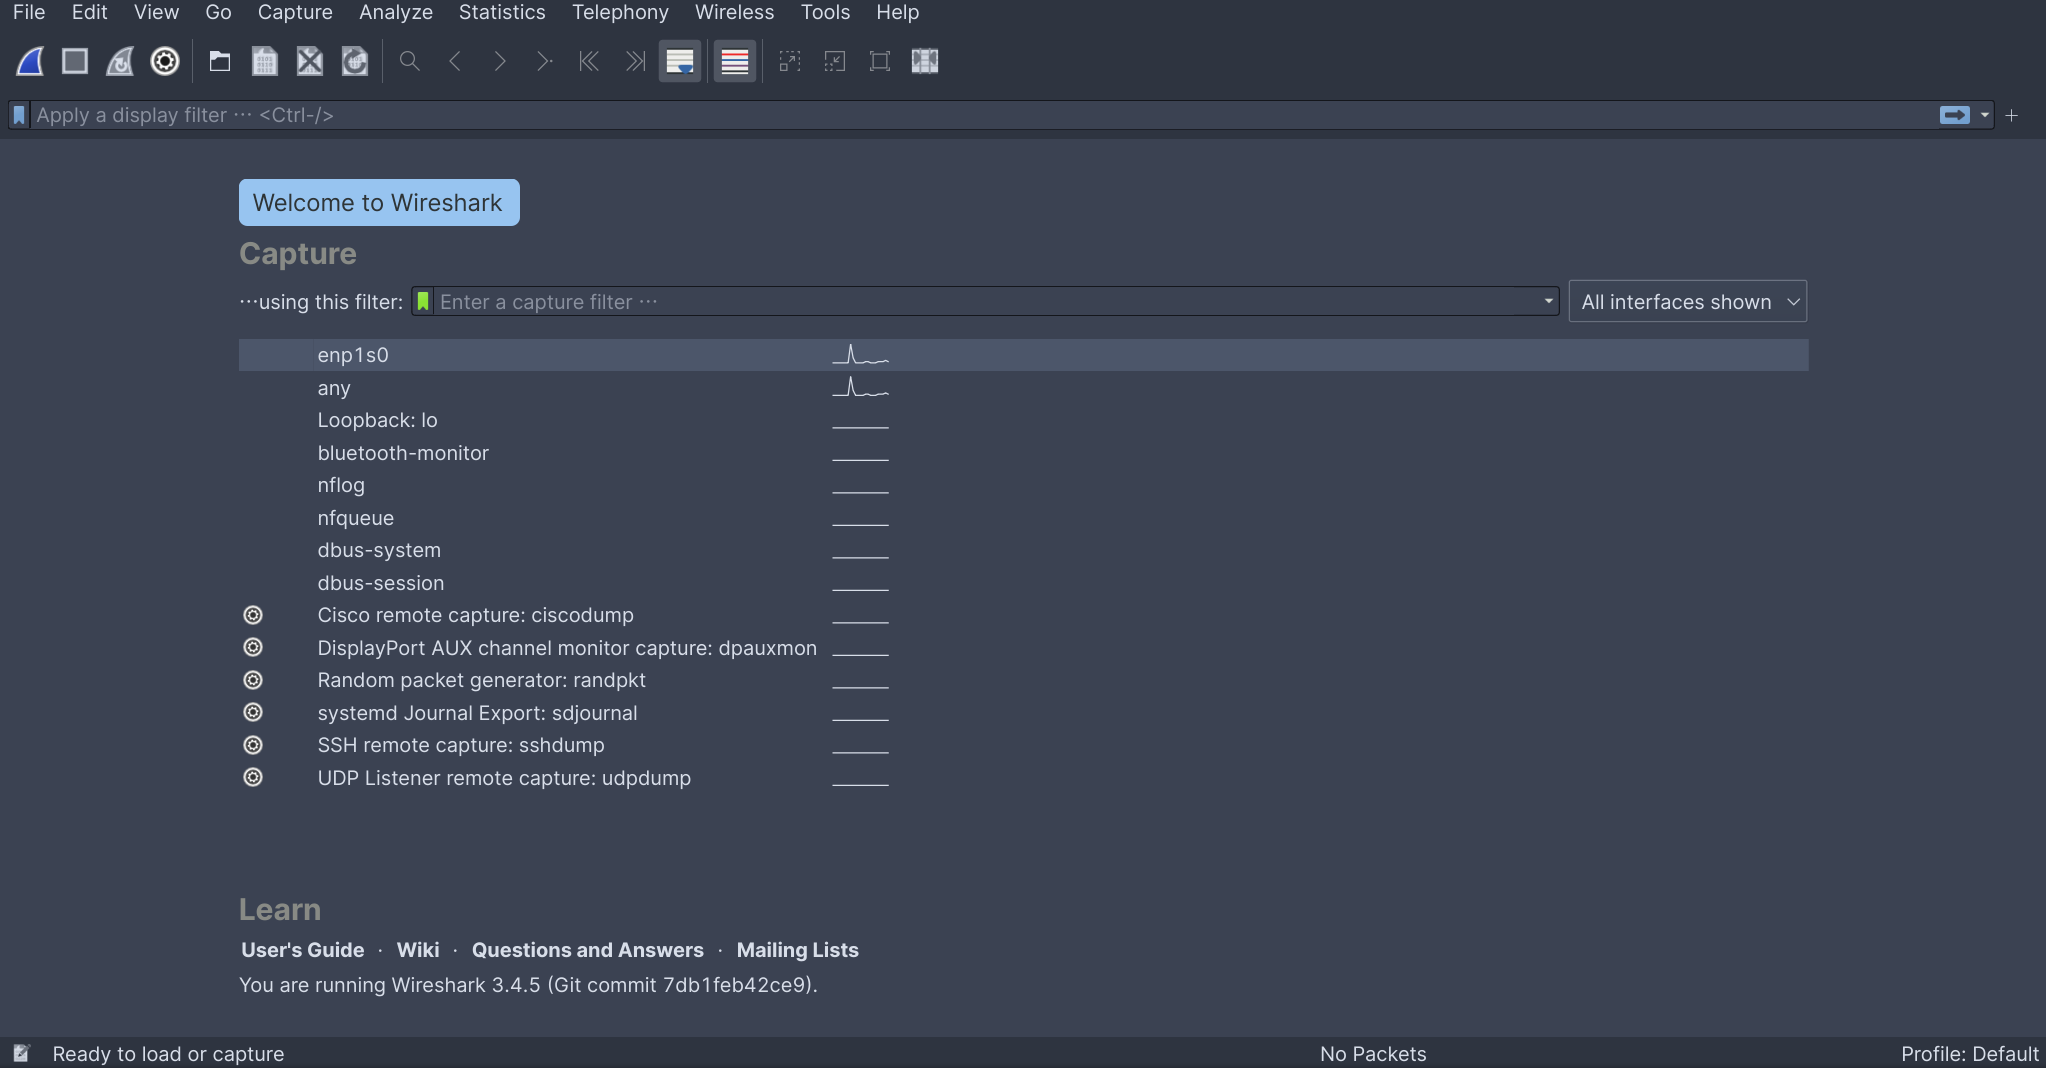 File Edit View Go Capture Analyze Statistics Telephony Wireless Tools Help
Apply a display filter ··· <Ctrl-/>
Welcome to Wireshark
Capture
···using this filter: Enter a capture filter ··· All interfaces shown
enp1s0
any
Loopback: lo
bluetooth-monitor
nflog
nfqueue
dbus-system
dbus-session
Cisco remote capture: ciscodump
DisplayPort AUX channel monitor capture: dpauxmon
Random packet generator: randpkt
systemd Journal Export: sdjournal
SSH remote capture: sshdump
UDP Listener remote capture: udpdump
Learn
User's Guide · Wiki · Questions and Answers · Mailing Lists
You are running Wireshark 3.4.5 (Git commit 7db1feb42ce9).
Ready to load or capture No Packets Profile: Default